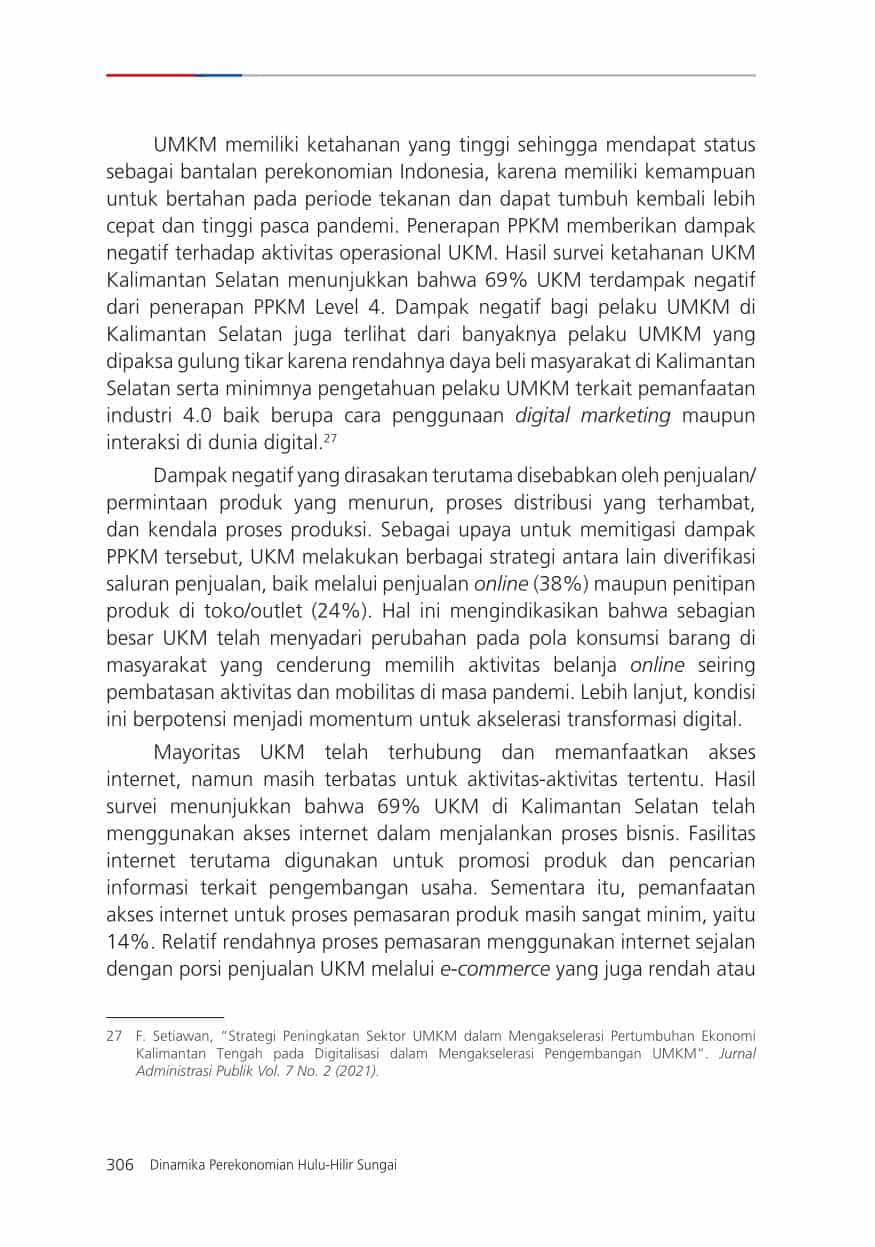 UMKM memiliki ketahanan yang tinggi sehingga mendapat status
sebagai bantalan perekonomian Indonesia, karena memiliki kemampuan
untuk bertahan pada periode tekanan dan dapat tumbuh kembali lebih
cepat dan tinggi pasca pandemi. Penerapan PPKM memberikan dampak
negatif terhadap aktivitas operasional UKM. Hasil survei ketahanan UKM
Kalimantan Selatan menunjukkan bahwa 69% UKM terdampak negatif
dari penerapan PPKM Level 4. Dampak negatif bagi pelaku UMKM di
Kalimantan Selatan juga terlihat dari banyaknya pelaku UMKM yang
dipaksa gulung tikar karena rendahnya daya beli masyarakat di Kalimantan
Selatan serta minimnya pengetahuan pelaku UMKM terkait pemanfaatan
industri 4.0 baik berupa cara penggunaan digital marketing maupun
interaksi di dunia digital.27
Dampak negatif yang dirasakan terutama disebabkan oleh penjualan/
permintaan produk yang menurun, proses distribusi yang terhambat,
dan kendala proses produksi. Sebagai upaya untuk memitigasi dampak
PPKM tersebut, UKM melakukan berbagai strategi antara lain diverifikasi
saluran penjualan, baik melalui penjualan online (38%) maupun penitipan
produk di toko/outlet (24%). Hal ini mengindikasikan bahwa sebagian
besar UKM telah menyadari perubahan pada pola konsumsi barang di
masyarakat yang cenderung memilih aktivitas belanja online seiring
pembatasan aktivitas dan mobilitas di masa pandemi. Lebih lanjut, kondisi
ini berpotensi menjadi momentum untuk akselerasi transformasi digital.
Mayoritas UKM telah terhubung dan memanfaatkan akses
internet, namun masih terbatas untuk aktivitas-aktivitas tertentu. Hasil
survei menunjukkan bahwa 69% UKM di Kalimantan Selatan telah
menggunakan akses internet dalam menjalankan proses bisnis. Fasilitas
internet terutama digunakan untuk promosi produk dan pencarian
informasi terkait pengembangan usaha. Sementara itu, pemanfaatan
akses internet untuk proses pemasaran produk masih sangat minim, yaitu
14%. Relatif rendahnya proses pemasaran menggunakan internet sejalan
dengan porsi penjualan UKM melalui e-commerce yang juga rendah atau
27 F. Setiawan, “Strategi Peningkatan Sektor UMKM dalam Mengakselerasi Pertumbuhan Ekonomi
Kalimantan Tengah pada Digitalisasi dalam Mengakselerasi Pengembangan UMKM”. Jurnal
Administrasi Publik Vol. 7 No. 2 (2021).
306 Dinamika Perekonomian Hulu-Hilir Sungai